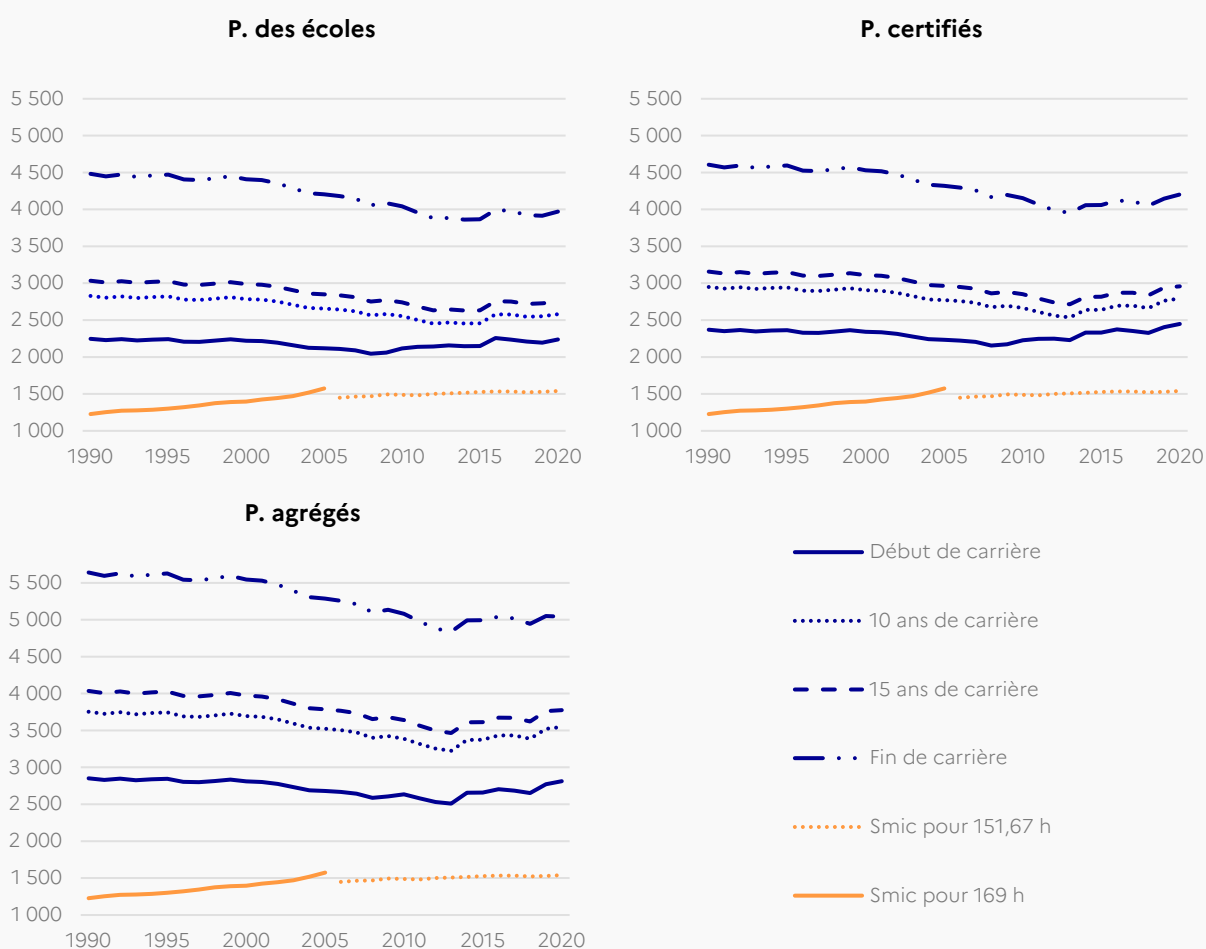 P. des écoles
5 500
5 000
4 500
4 000
3 500
3 000
2 500
2 000
1 500
1 000
1990 1995 2000 2005 2010 2015 2020
P. certifiés
5 500
5 000
4 500
4 000
3 500
3 000
2 500
2 000
1 500
1 000
1990 1995 2000 2005 2010 2015 2020
P. agrégés
5 500
5 000
4 500
4 000
3 500
3 000
2 500
2 000
1 500
1 000
1990 1995 2000 2005 2010 2015 2020
Début de carrière
10 ans de carrière
15 ans de carrière
Fin de carrière
Smic pour 151,67 h
Smic pour 169 h